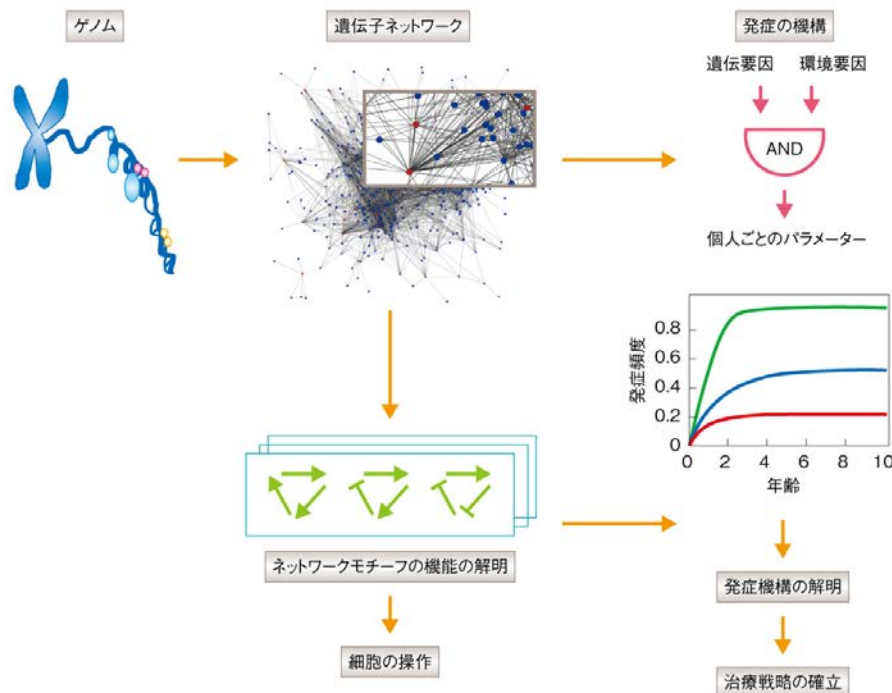 ゲノム
遺伝子ネットワーク
発症の機構
遺伝要因
環境要因
AND
個人ごとのパラメーター
発症頻度
0.8
0.6
0.4
0.2
0
0
2
4
6
8
10
年齢
ネットワークモチーフの機能の解明
細胞の操作
発症機構の解明
治療戦略の確立